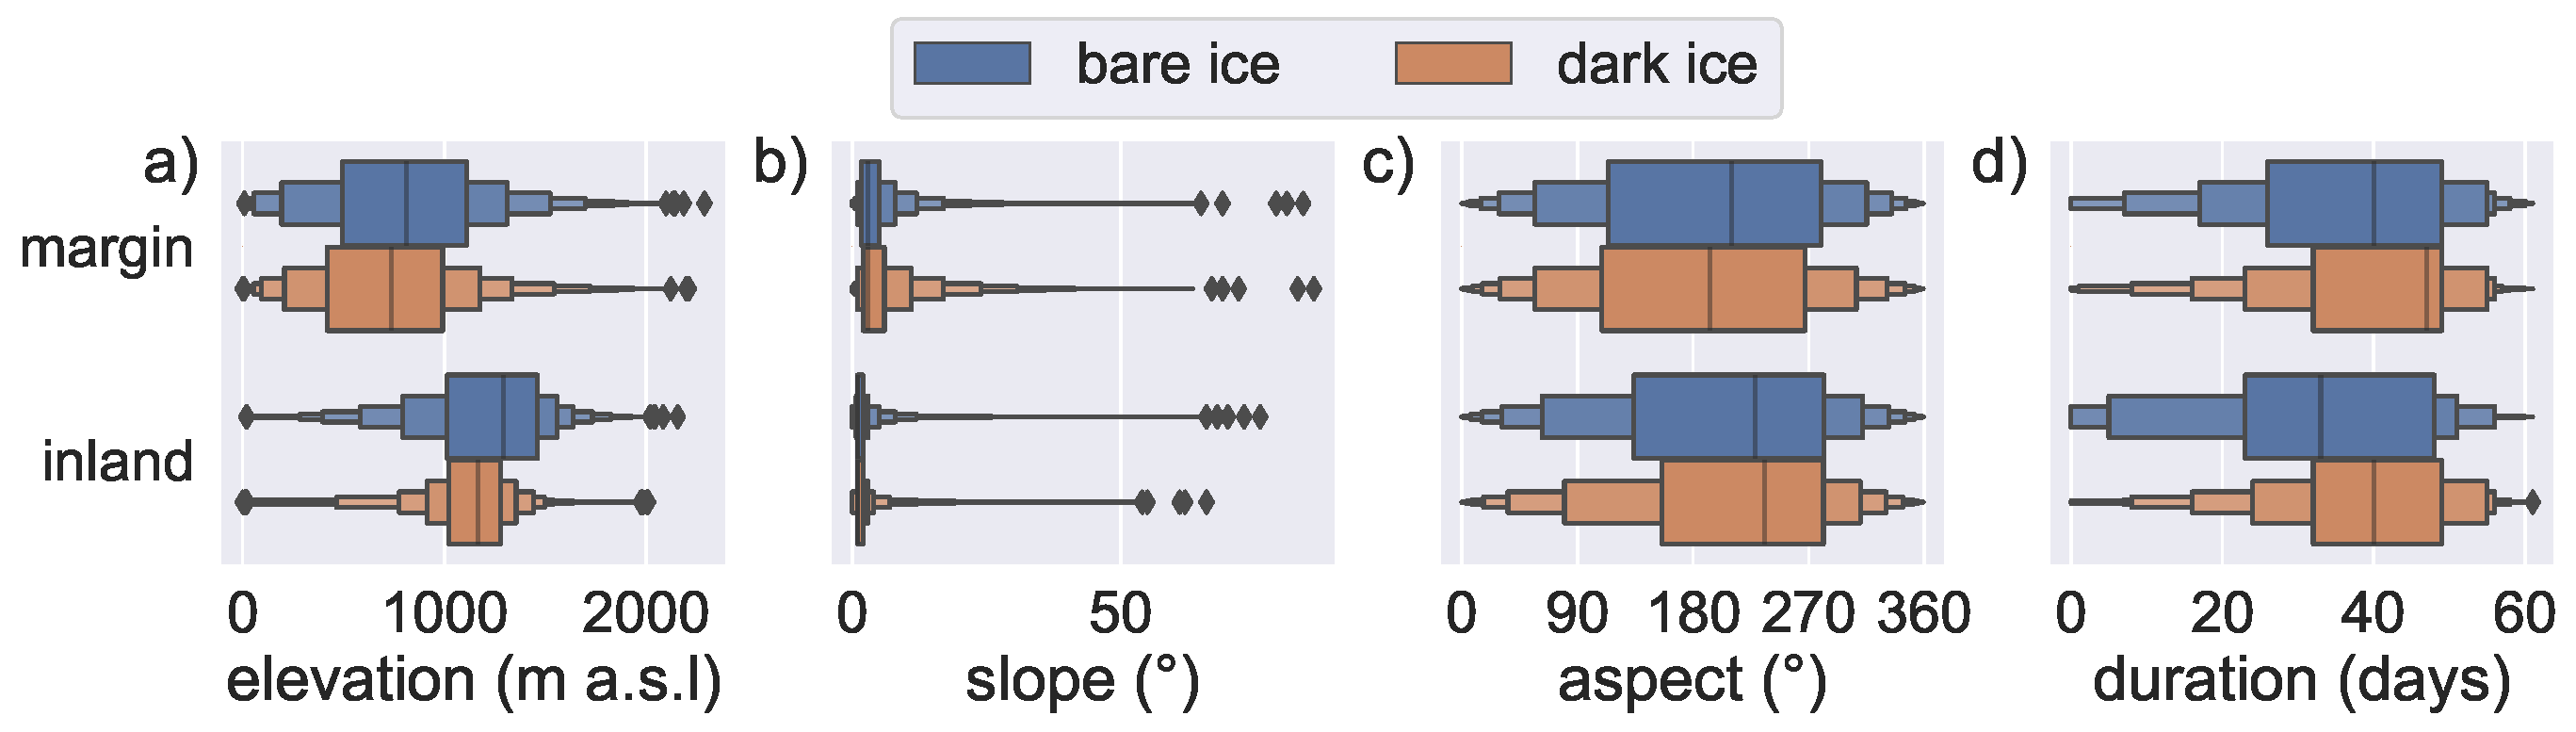 bare ice dark ice
a) b) c) d)
margin
inland
0 1000 2000 0 50 0 90 180 270 360 0 20 40 60
elevation (m a.s.l) slope (°) aspect (°) duration (days)